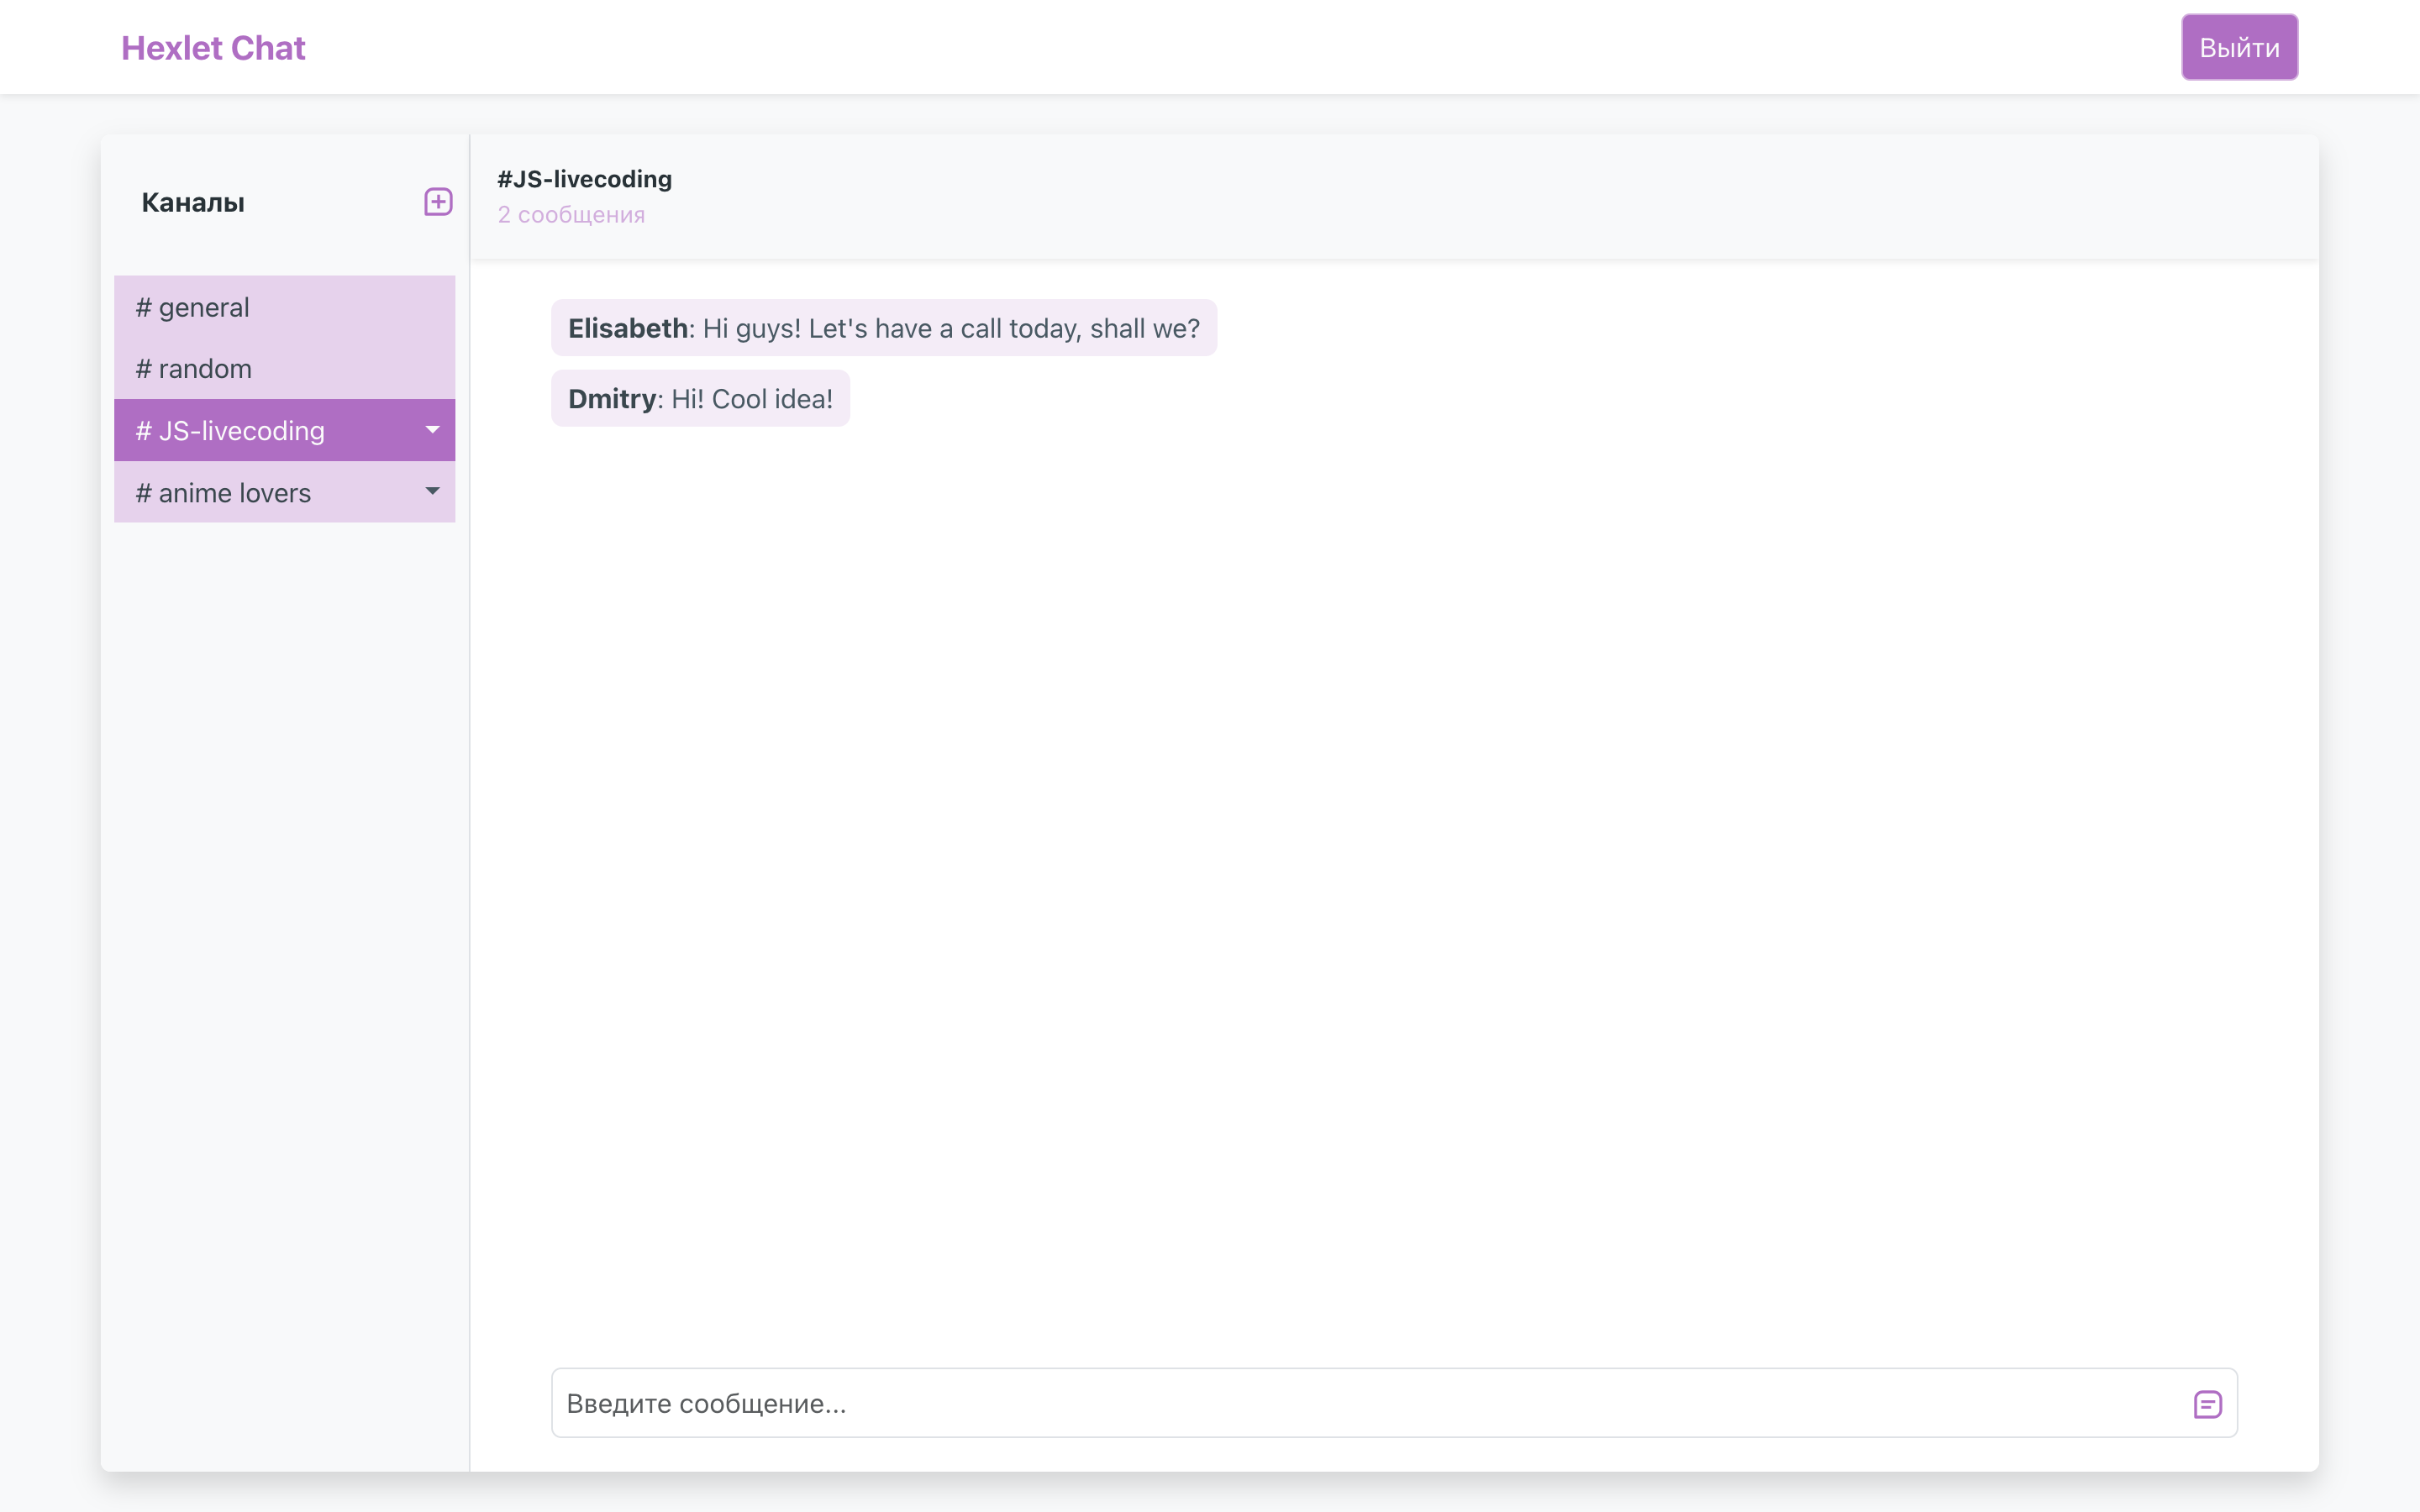 Hexlet Chat
Выйти
Каналы
# general
# random
# JS-livecoding
# anime lovers
#JS-livecoding
2 сообщения
Elisabeth: Hi guys! Let's have a call today, shall we?
Dmitry: Hi! Cool idea!
Введите сообщение...